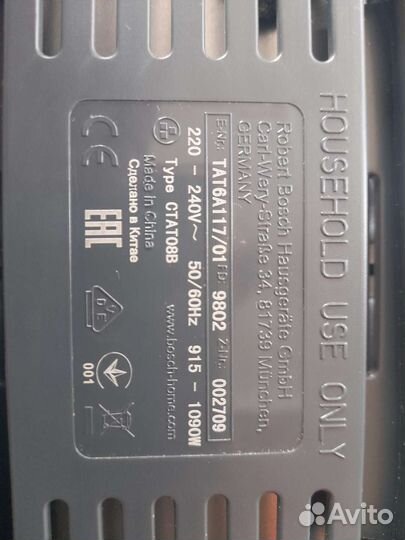 HOUSEHOLD USE ONLY
Robert Bosch Hausgeräte GmbH
Carl-Wery-Straße 34, 81739 München,
GERMANY
E-Nr.: TAT6A117/01 FD: 9802 Z-Nr.: 002709
220 - 240V~ 50/60Hz 915 - 1090W
Type CTAT08B
Made in China
Сделано в Китае
www.bosch-home.com
CE
EAC
001
Avito